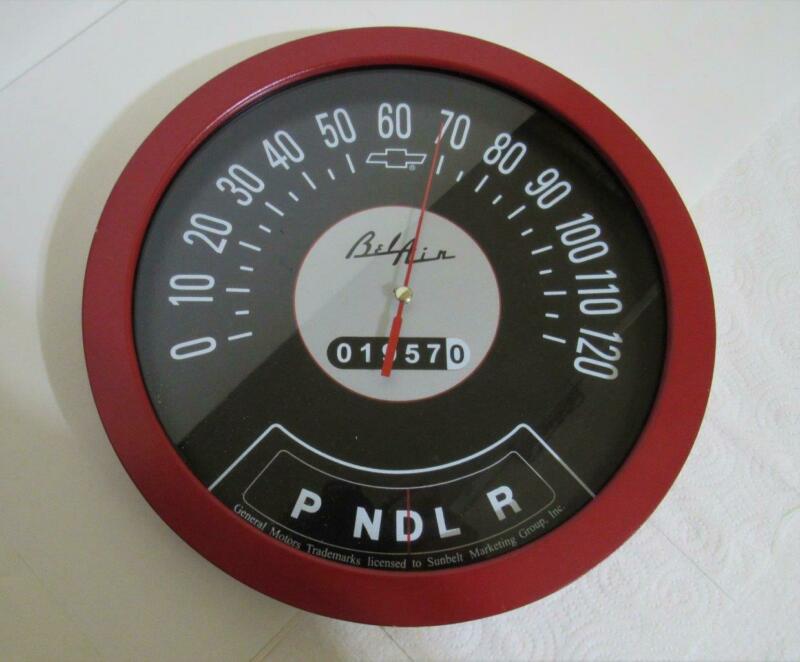 0 10 20 30 40 50 60 70 80 90 100 110 120
®
Bel Air
019570
P NDL R
General Motors Trademarks licensed to Sunbelt Marketing Group, Inc.